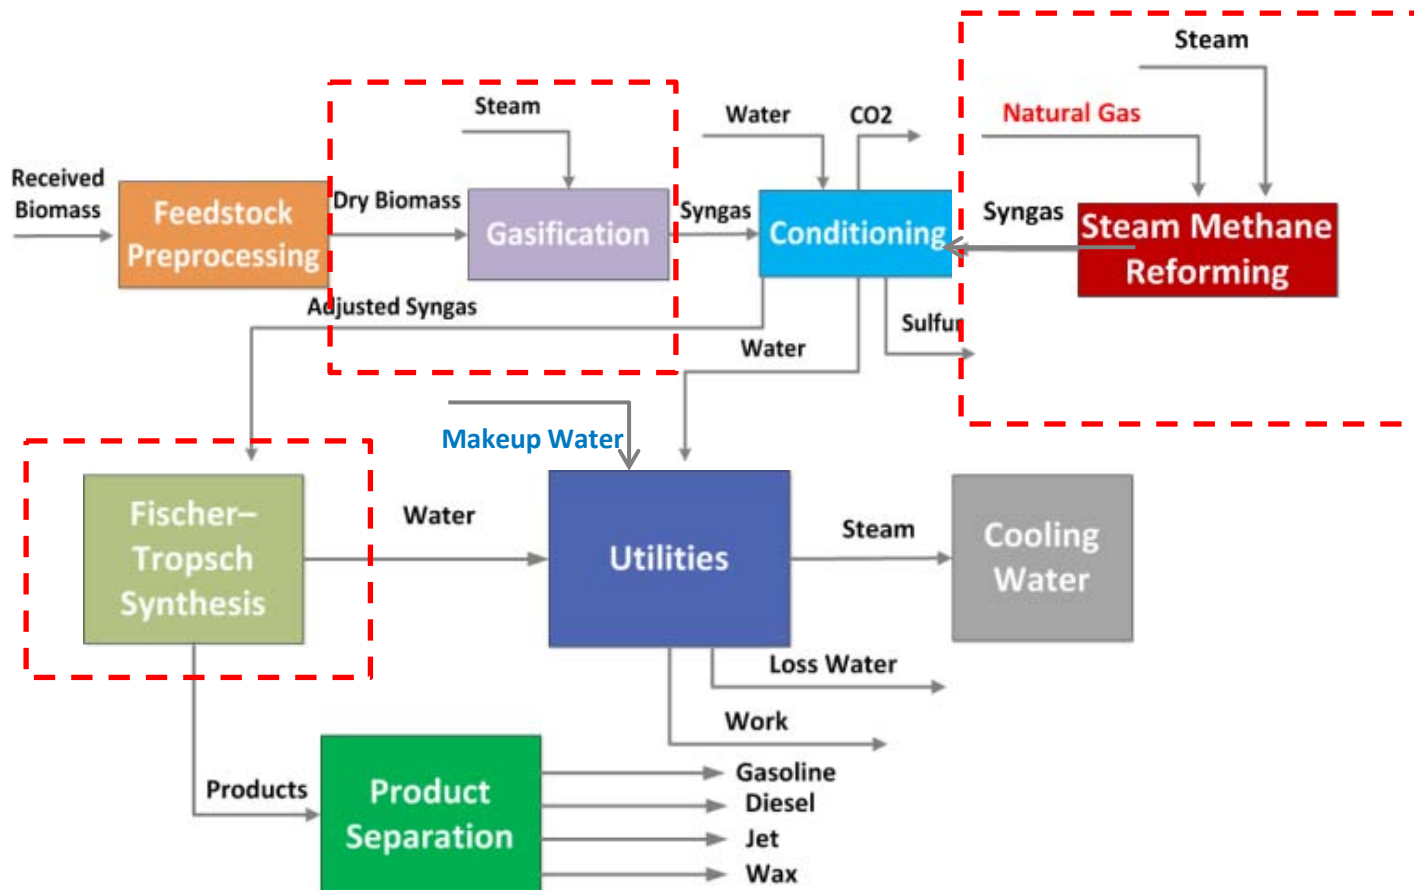 Steam
Natural Gas
Steam
Water
CO2
Received
Biomass
Feedstock
Preprocessing
Dry Biomass
Gasification
Syngas
Conditioning
Syngas
Steam Methane
Reforming
Adjusted Syngas
Water
Sulfur
Makeup Water
Fischer–
Tropsch
Synthesis
Water
Utilities
Steam
Cooling
Water
Loss Water
Work
Products
Product
Separation
Gasoline
Diesel
Jet
Wax